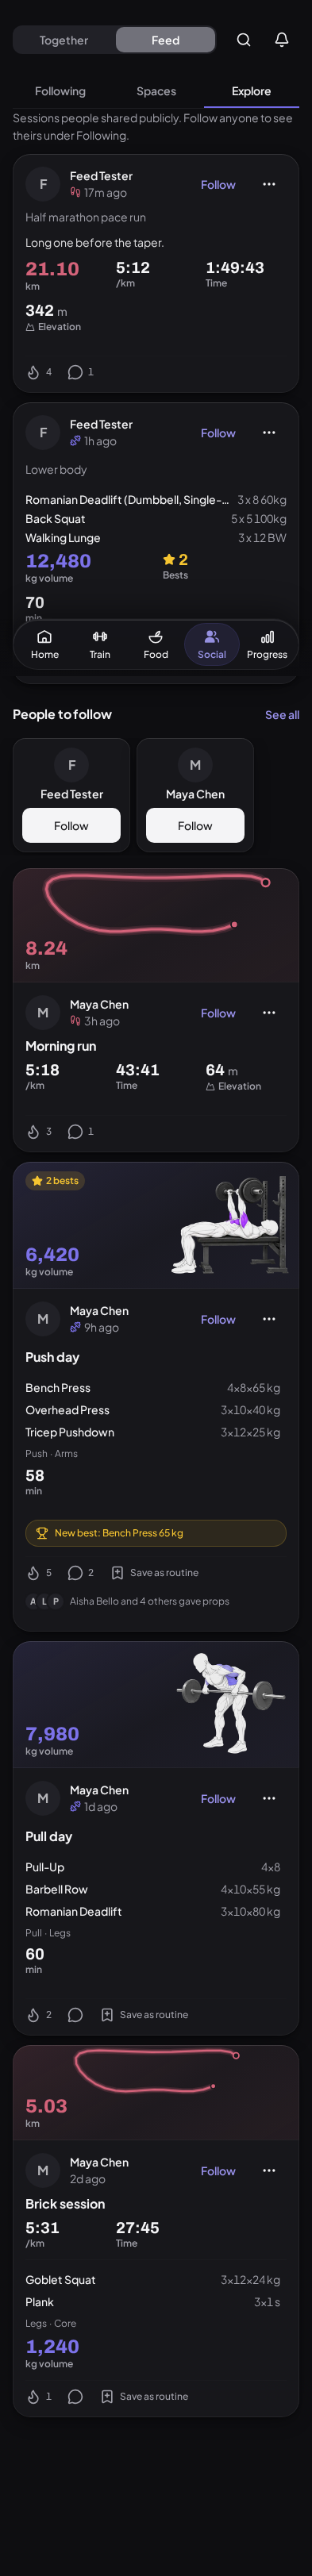 Together Feed
Following Spaces Explore
Sessions people shared publicly. Follow anyone to see
theirs under Following.
F Feed Tester Follow
17m ago
Half marathon pace run
Long one before the taper.
21.10 5:12 1:49:43
km /km Time
342 m
Elevation
4 1
F Feed Tester Follow
1h ago
Lower body
Romanian Deadlift (Dumbbell, Single-... 3 x 8 60kg
Back Squat 5 x 5 100kg
Walking Lunge 3 x 12 BW
12,480 2
kg volume Bests
70
min
Home Train Food Social Progress
People to follow See all
F M
Feed Tester Maya Chen
Follow Follow
8.24
km
M Maya Chen Follow
3h ago
Morning run
5:18 43:41 64 m
/km Time Elevation
3 1
2 bests
6,420
kg volume
M Maya Chen Follow
9h ago
Push day
Bench Press 4×8×65 kg
Overhead Press 3×10×40 kg
Tricep Pushdown 3×12×25 kg
Push · Arms
58
min
New best: Bench Press 65 kg
5 2 Save as routine
A L P Aisha Bello and 4 others gave props
7,980
kg volume
M Maya Chen Follow
1d ago
Pull day
Pull-Up 4×8
Barbell Row 4×10×55 kg
Romanian Deadlift 3×10×80 kg
Pull · Legs
60
min
2 Save as routine
5.03
km
M Maya Chen Follow
2d ago
Brick session
5:31 27:45
/km Time
Goblet Squat 3×12×24 kg
Plank 3×1 s
Legs · Core
1,240
kg volume
1 Save as routine